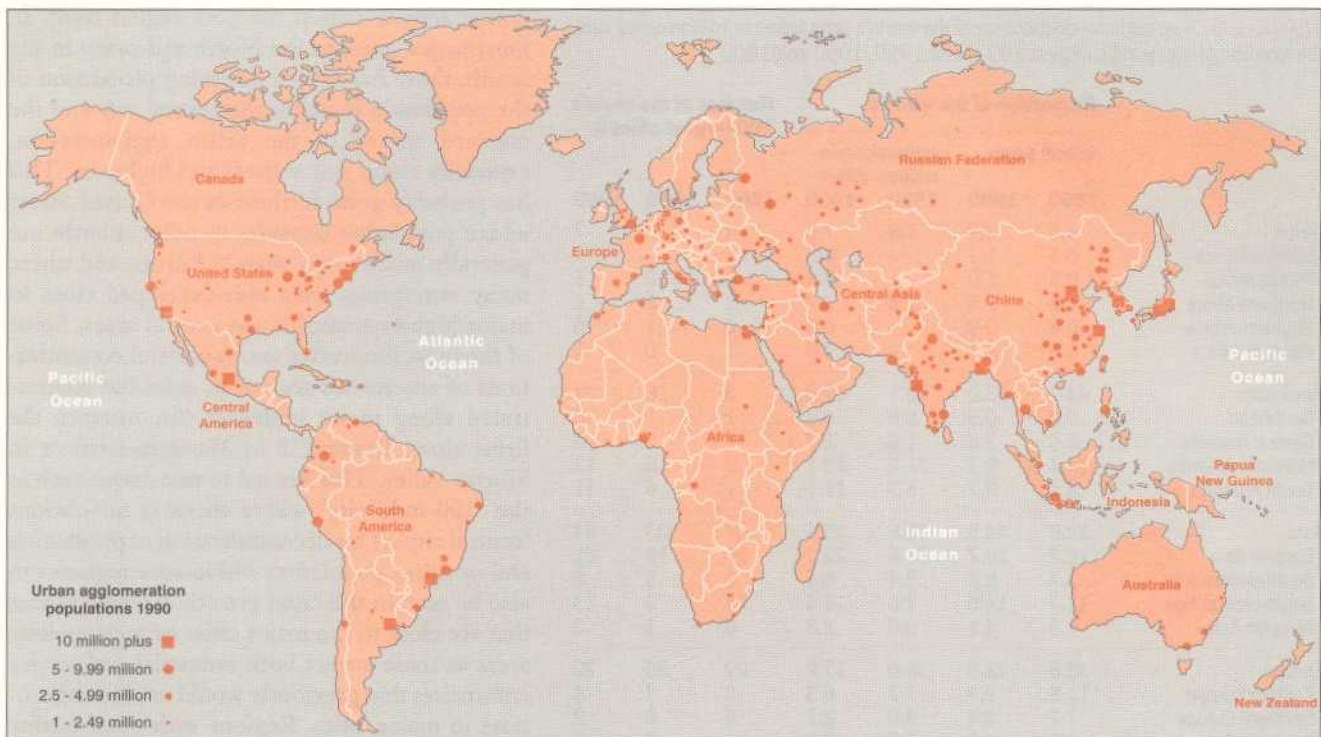 Canada
Russian Federation
United States
Europe
Central Asia
China
Atlantic
Ocean
Pacific
Ocean
Pacific
Ocean
Central
America
Africa
South
America
Papua
New Guinea
Indonesia
Indian
Ocean
Australia
New Zealand
Urban agglomeration
populations 1990
10 million plus
5 - 9.99 million
2.5 - 4.99 million
1 - 2.49 million